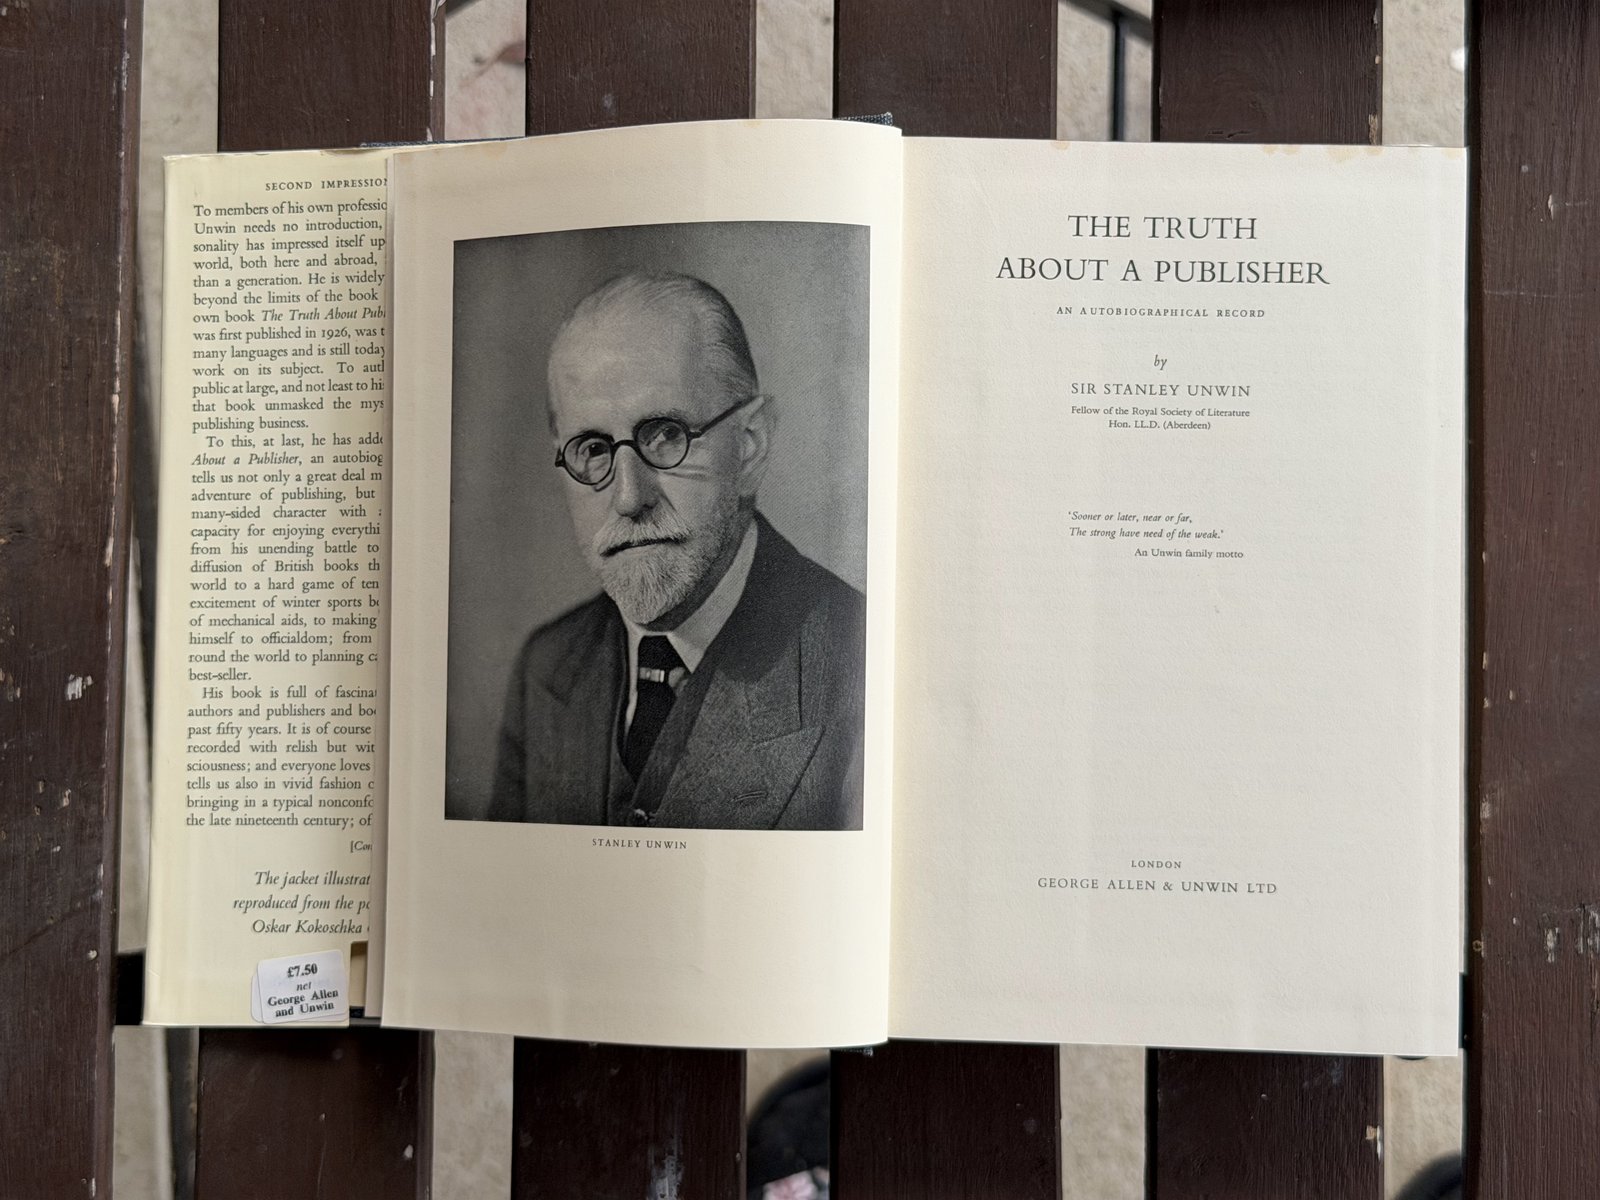 SECOND IMPRESSION
To members of his own professio
Unwin needs no introduction,
sonality has impressed itself up
world, both here and abroad,
than a generation. He is widely
beyond the limits of the book
own book The Truth About Publ
was first published in 1926, was t
many languages and is still today
work on its subject. To auth
public at large, and not least to his
that book unmasked the mys
publishing business.
To this, at last, he has adde
About a Publisher, an autobiog
tells us not only a great deal m
adventure of publishing, but
many-sided character with a
capacity for enjoying everythi
from his unending battle to
diffusion of British books th
world to a hard game of ten
excitement of winter sports be
of mechanical aids, to making
himself to officialdom; from
round the world to planning ca
best-seller.
His book is full of fascina
authors and publishers and boo
past fifty years. It is of course
recorded with relish but wit
sciousness; and everyone loves
tells us also in vivid fashion o
bringing in a typical nonconfo
the late nineteenth century; of
[Con
The jacket illustrat
reproduced from the po
Oskar Kokoschka
£7.50
net
George Allen
and Unwin
STANLEY UNWIN
THE TRUTH
ABOUT A PUBLISHER
AN AUTOBIOGRAPHICAL RECORD
by
SIR STANLEY UNWIN
Fellow of the Royal Society of Literature
Hon. LL.D. (Aberdeen)
'Sooner or later, near or far,
The strong have need of the weak.'
An Unwin family motto
LONDON
GEORGE ALLEN & UNWIN LTD